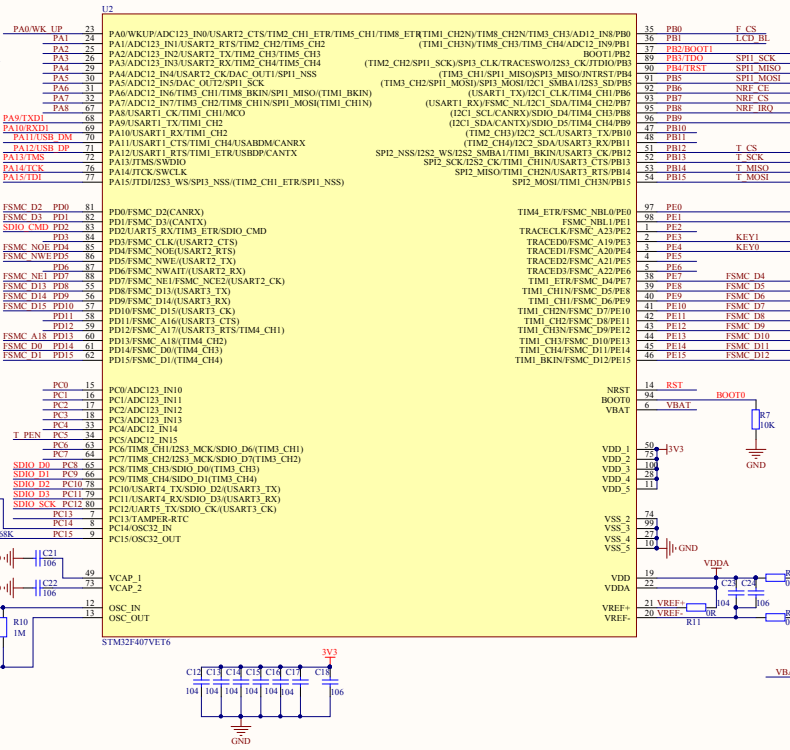 U2
PA0/WK_UP 23 PA0/WKUP/ADC123_IN0/USART2_CTS/TIM2_CH1_ETR/TIM5_CH1/TIM8_ETR
PA1 24 PA1/ADC123_IN1/USART2_RTS/TIM2_CH2/TIM5_CH2
PA2 25 PA2/ADC123_IN2/USART2_TX/TIM2_CH3/TIM5_CH3
PA3 26 PA3/ADC123_IN3/USART2_RX/TIM2_CH4/TIM5_CH4
PA4 29 PA4/ADC12_IN4/USART2_CK/DAC_OUT1/SPI1_NSS
PA5 30 PA5/ADC12_IN5/DAC_OUT2/SPI1_SCK
PA6 31 PA6/ADC12_IN6/TIM3_CH1/TIM8_BKIN/SPI1_MISO/(TIM1_BKIN)
PA7 32 PA7/ADC12_IN7/TIM3_CH2/TIM8_CH1N/SPI1_MOSI(TIM1_CH1N)
PA8 67 PA8/USART1_CK/TIM1_CH1/MCO
PA9/TXD1 68 PA9/USART1_TX/TIM1_CH2
PA10/RXD1 69 PA10/USART1_RX/TIM1_CH2
PA11/USB_DM 70 PA11/USART1_CTS/TIM1_CH4/USABDM/CANRX
PA12/USB_DP 71 PA12/USART1_RTS/TIM1_ETR/USBDP/CANTX
PA13/TMS 72 PA13/JTMS/SWDIO
PA14/TCK 76 PA14/JTCK/SWCLK
PA15/TDI 77 PA15/JTDI/I2S3_WS/SPI3_NSS/(TIM2_CH1_ETR/SPI1_NSS)
FSMC_D2 PD0 81 PD0/FSMC_D2(CANRX)
FSMC_D3 PD1 82 PD1/FSMC_D3/(CANTX)
SDIO_CMD PD2 83 PD2/UART5_RX/TIM3_ETR/SDIO_CMD
PD3 84 PD3/FSMC_CLK/(USART2_CTS)
FSMC_NOE PD4 85 PD4/FSMC_NOE(USART2_RTS)
FSMC_NWE PD5 86 PD5/FSMC_NWE/(USART2_TX)
PD6 87 PD6/FSMC_NWAIT/(USART2_RX)
FSMC_NE1 PD7 88 PD7/FSMC_NE1/FSMC_NCE2/(USART2_CK)
FSMC_D13 PD8 55 PD8/FSMC_D13/(USART3_TX)
FSMC_D14 PD9 56 PD9/FSMC_D14/(USART3_RX)
FSMC_D15 PD10 57 PD10/FSMC_D15/(USART3_CK)
PD11 58 PD11/FSMC_A16/(USART3_CTS)
PD12 59 PD12/FSMC_A17/(USART3_RTS/TIM4_CH1)
FSMC_A18 PD13 60 PD13/FSMC_A18/(TIM4_CH2)
FSMC_D0 PD14 61 PD14/FSMC_D0/(TIM4_CH3)
FSMC_D1 PD15 62 PD15/FSMC_D1/(TIM4_CH4)
PC0 15 PC0/ADC123_IN10
PC1 16 PC1/ADC123_IN11
PC2 17 PC2/ADC123_IN12
PC3 18 PC3/ADC123_IN13
PC4 33 PC4/ADC12_IN14
T_PEN PC5 34 PC5/ADC12_IN15
PC6 63 PC6/TIM8_CH1/I2S3_MCK/SDIO_D6/(TIM3_CH1)
PC7 64 PC7/TIM8_CH2/I2S3_MCK/SDIO_D7(TIM3_CH2)
SDIO_D0 PC8 65 PC8/TIM8_CH3/SDIO_D0/(TIM3_CH3)
SDIO_D1 PC9 66 PC9/TIM8_CH4/SIDO_D1/(TIM3_CH4)
SDIO_D2 PC10 78 PC10/USART4_TX/SDIO_D2/(USART3_TX)
SDIO_D3 PC11 79 PC11/USART4_RX/SDIO_D3/(USART3_RX)
SDIO_SCK PC12 80 PC12/UART5_TX/SDIO_CK/(USART3_CK)
PC13 7 PC13/TAMPER-RTC
PC14 8 PC14/OSC32_IN
68K PC15 9 PC15/OSC32_OUT
C21
106
49 VCAP_1
C22
106
73 VCAP_2
12 OSC_IN
13 OSC_OUT
R10
1M
STM32F407VET6
(TIM1_CH2N)/TIM8_CH2N/TIM3_CH3/AD12_IN8/PB0 35 PB0 F_CS
(TIM1_CH3N)/TIM8_CH3/TIM3_CH4/ADC12_IN9/PB1 36 PB1 LCD_BL
BOOT1/PB2 37 PB2/BOOT1
(TIM2_CH2/SPI1_SCK)/SPI3_CLK/TRACESWO/I2S3_CK/JTDIO/PB3 89 PB3/TDO SPI1_SCK
(TIM3_CH1/SPI1_MISO)SPI3_MISO/JNTRST/PB4 90 PB4/TRST SPI1_MISO
(TIM3_CH2/SPI1_MOSI)/SPI3_MOSI/I2C1_SMBA1/I2S3_SD/PB5 91 PB5 SPI1_MOSI
(USART1_TX)/I2C1_CLK/TIM4_CH1/PB6 92 PB6 NRF_CE
(USART1_RX)/FSMC_NL/I2C1_SDA/TIM4_CH2/PB7 93 PB7 NRF_CS
(I2C1_SCL/CANRX)/SDIO_D4/TIM4_CH3/PB8 95 PB8 NRF_IRQ
(I2C1_SDA/CANTX)/SDIO_D5/TIM4_CH4/PB9 96 PB9
(TIM2_CH3)/I2C2_SCL/USART3_TX/PB10 47 PB10
(TIM2_CH4)/I2C2_SDA/USART3_RX/PB11 48 PB11
SPI2_NSS/I2S2_WS/I2S2_SMBA1/TIM1_BKIN/USART3_CK/PB12 51 PB12 T_CS
SPI2_SCK/I2S2_CK/TIM1_CH1N/USART3_CTS/PB13 52 PB13 T_SCK
SPI2_MISO/TIM1_CH2N/USART3_RTS/PB14 53 PB14 T_MISO
SPI2_MOSI/TIM1_CH3N/PB15 54 PB15 T_MOSI
TIM4_ETR/FSMC_NBL0/PE0 97 PE0
FSMC_NBL1/PE1 98 PE1
TRACECLK/FSMC_A23/PE2 1 PE2
TRACED0/FSMC_A19/PE3 2 PE3 KEY1
TRACED1/FSMC_A20/PE4 3 PE4 KEY0
TRACED2/FSMC_A21/PE5 4 PE5
TRACED3/FSMC_A22/PE6 5 PE6
TIM1_ETR/FSMC_D4/PE7 38 PE7 FSMC_D4
TIM1_CH1N/FSMC_D5/PE8 39 PE8 FSMC_D5
TIM1_CH1/FSMC_D6/PE9 40 PE9 FSMC_D6
TIM1_CH2N/FSMC_D7/PE10 41 PE10 FSMC_D7
TIM1_CH2/FSMC_D8/PE11 42 PE11 FSMC_D8
TIM1_CH3N/FSMC_D9/PE12 43 PE12 FSMC_D9
TIM1_CH3/FSMC_D10/PE13 44 PE13 FSMC_D10
TIM1_CH4/FSMC_D11/PE14 45 PE14 FSMC_D11
TIM1_BKIN/FSMC_D12/PE15 46 PE15 FSMC_D12
NRST 14 RST
BOOT0 94 BOOT0
VBAT 6 VBAT
R7
10K
GND
VDD_1 50 3V3
VDD_2 75
VDD_3 100
VDD_4 28
VDD_5 11
VSS_2 74
VSS_3 99
VSS_4 27
VSS_5 10 GND
VDDA
VDD 19
VDDA 22
C23 C24
104 106
VREF+ 21 VREF+ 0R
VREF- 20 VREF-
R11
VBA
3V3
C12 C13 C14 C15 C16 C17 C18
104 104 104 104 104 106
GND